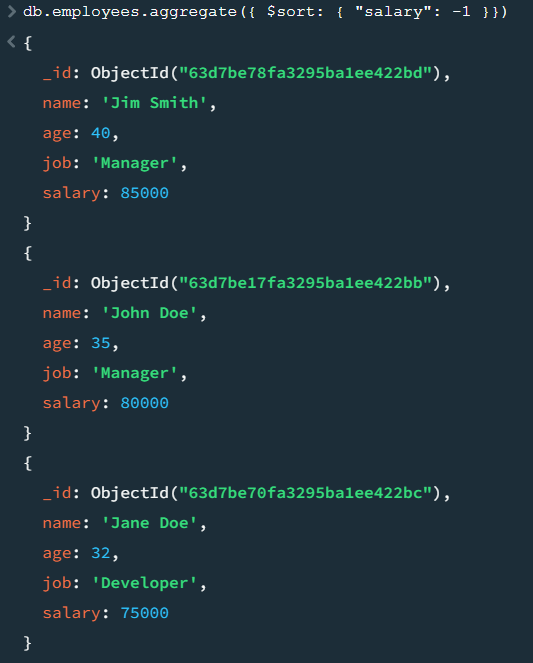 > db.employees.aggregate({ $sort: { "salary": -1 }})
< {
_id: ObjectId("63d7be78fa3295ba1ee422bd"),
name: 'Jim Smith',
age: 40,
job: 'Manager',
salary: 85000
}
{
_id: ObjectId("63d7be17fa3295ba1ee422bb"),
name: 'John Doe',
age: 35,
job: 'Manager',
salary: 80000
}
{
_id: ObjectId("63d7be70fa3295ba1ee422bc"),
name: 'Jane Doe',
age: 32,
job: 'Developer',
salary: 75000
}